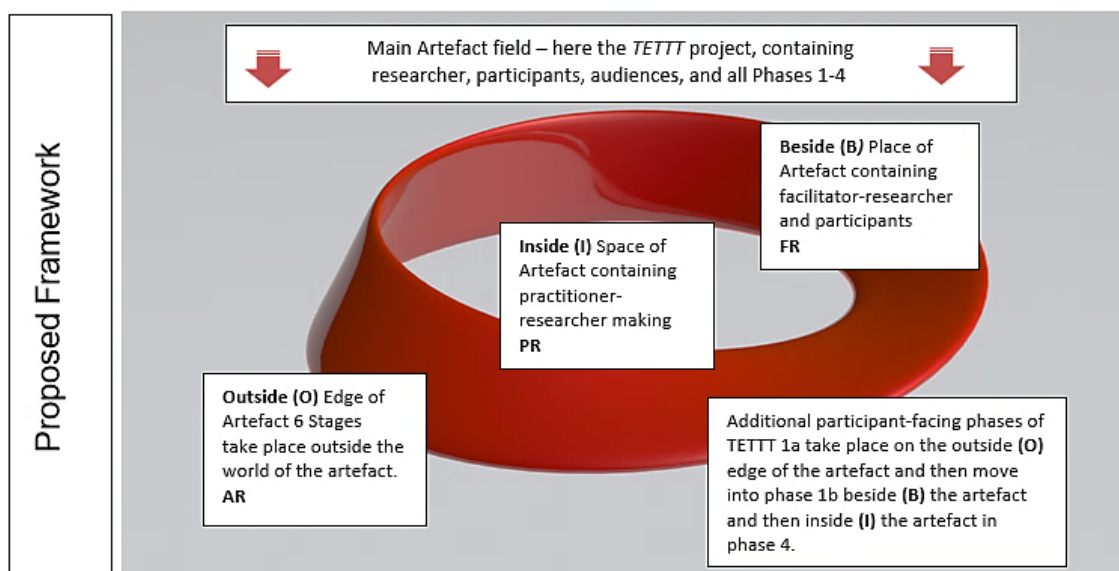 Proposed Framework
Main Artefact field – here the TETTT project, containing
researcher, participants, audiences, and all Phases 1-4
Beside (B) Place of
Artefact containing
facilitator-researcher
and participants
FR
Inside (I) Space of
Artefact containing
practitioner-
researcher making
PR
Outside (O) Edge of
Artefact 6 Stages
take place outside the
world of the artefact.
AR
Additional participant-facing phases of
TETTT 1a take place on the outside (O)
edge of the artefact and then move
into phase 1b beside (B) the artefact
and then inside (I) the artefact in
phase 4.